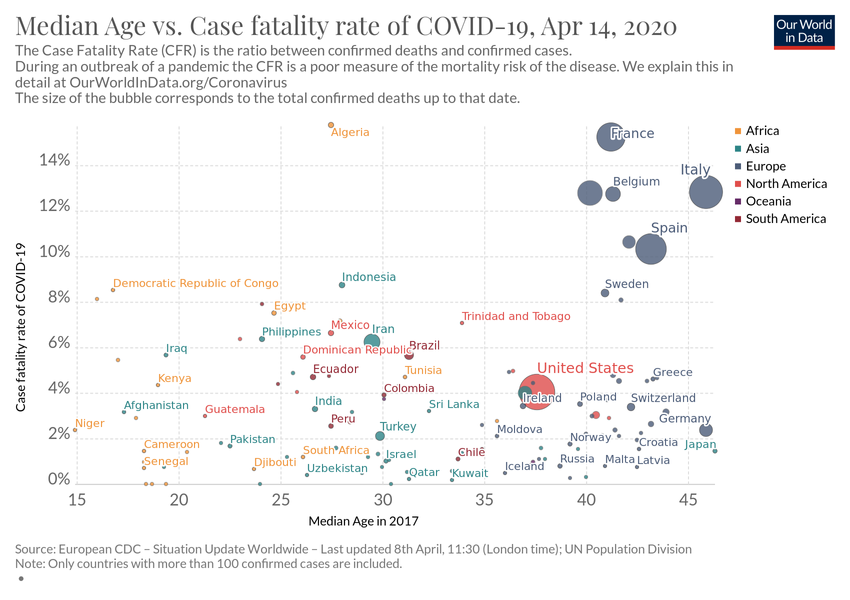 Median Age vs. Case fatality rate of COVID-19, Apr 14, 2020
Our World
in Data
The Case Fatality Rate (CFR) is the ratio between confirmed deaths and confirmed cases.
During an outbreak of a pandemic the CFR is a poor measure of the mortality risk of the disease. We explain this in
detail at OurWorldInData.org/Coronavirus
The size of the bubble corresponds to the total confirmed deaths up to that date.
Africa
Asia
Europe
North America
Oceania
South America
Case fatality rate of COVID-19
14%
12%
10%
8%
6%
4%
2%
0%
Algeria
France
Italy
Belgium
Spain
Democratic Republic of Congo
Indonesia
Sweden
Egypt
Trinidad and Tobago
Mexico
Iran
Philippines
Brazil
Iraq
Dominican Republic
Ecuador
Tunisia
United States
Greece
Kenya
Colombia
Ireland
Poland
Switzerland
Afghanistan
Guatemala
India
Sri Lanka
Niger
Peru
Turkey
Moldova
Germany
Cameroon
Pakistan
South Africa
Israel
Chile
Norway
Croatia
Japan
Senegal
Djibouti
Uzbekistan
Qatar
Kuwait
Iceland
Russia
Malta
Latvia
15
20
25
30
35
40
45
Median Age in 2017
Source: European CDC – Situation Update Worldwide – Last updated 8th April, 11:30 (London time); UN Population Division
Note: Only countries with more than 100 confirmed cases are included.